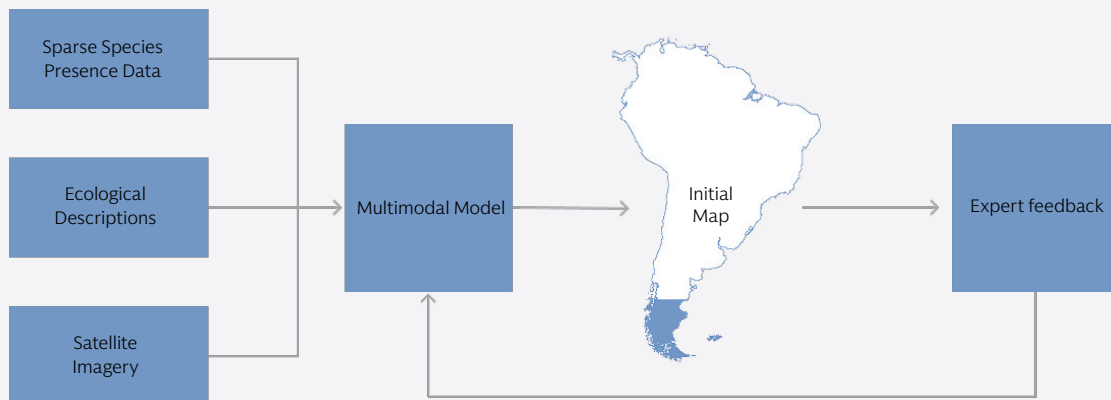 Sparse Species
Presence Data
Ecological
Descriptions
Satellite
Imagery
Multimodal Model
Initial
Map
Expert feedback